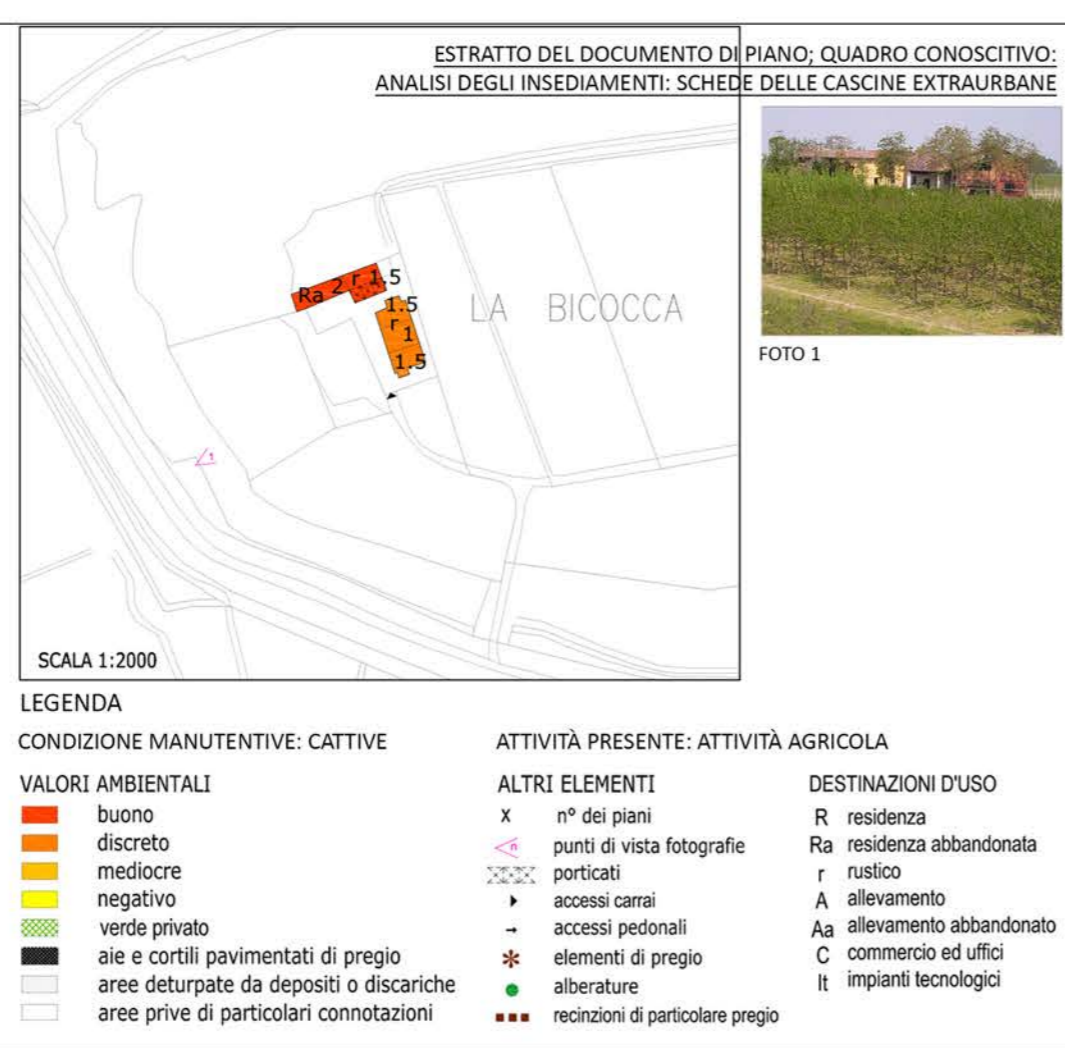 ESTRATTO DEL DOCUMENTO DI PIANO; QUADRO CONOSCITIVO:
ANALISI DEGLI INSEDIAMENTI: SCHEDE DELLE CASCINE EXTRAURBANE
Ra 2 r 1.5
1.5
r 1
1.5
LA BICOCCA
1
FOTO 1
SCALA 1:2000
LEGENDA
CONDIZIONE MANUTENTIVE: CATTIVE
VALORI AMBIENTALI
buono
discreto
mediocre
negativo
verde privato
aie e cortili pavimentati di pregio
aree deturpate da depositi o discariche
aree prive di particolari connotazioni
ATTIVITÀ PRESENTE: ATTIVITÀ AGRICOLA
ALTRI ELEMENTI
x n° dei piani
n punti di vista fotografie
porticati
accessi carrai
accessi pedonali
elementi di pregio
alberature
recinzioni di particolare pregio
DESTINAZIONI D'USO
R residenza
Ra residenza abbandonata
r rustico
A allevamento
Aa allevamento abbandonato
C commercio ed uffici
It impianti tecnologici